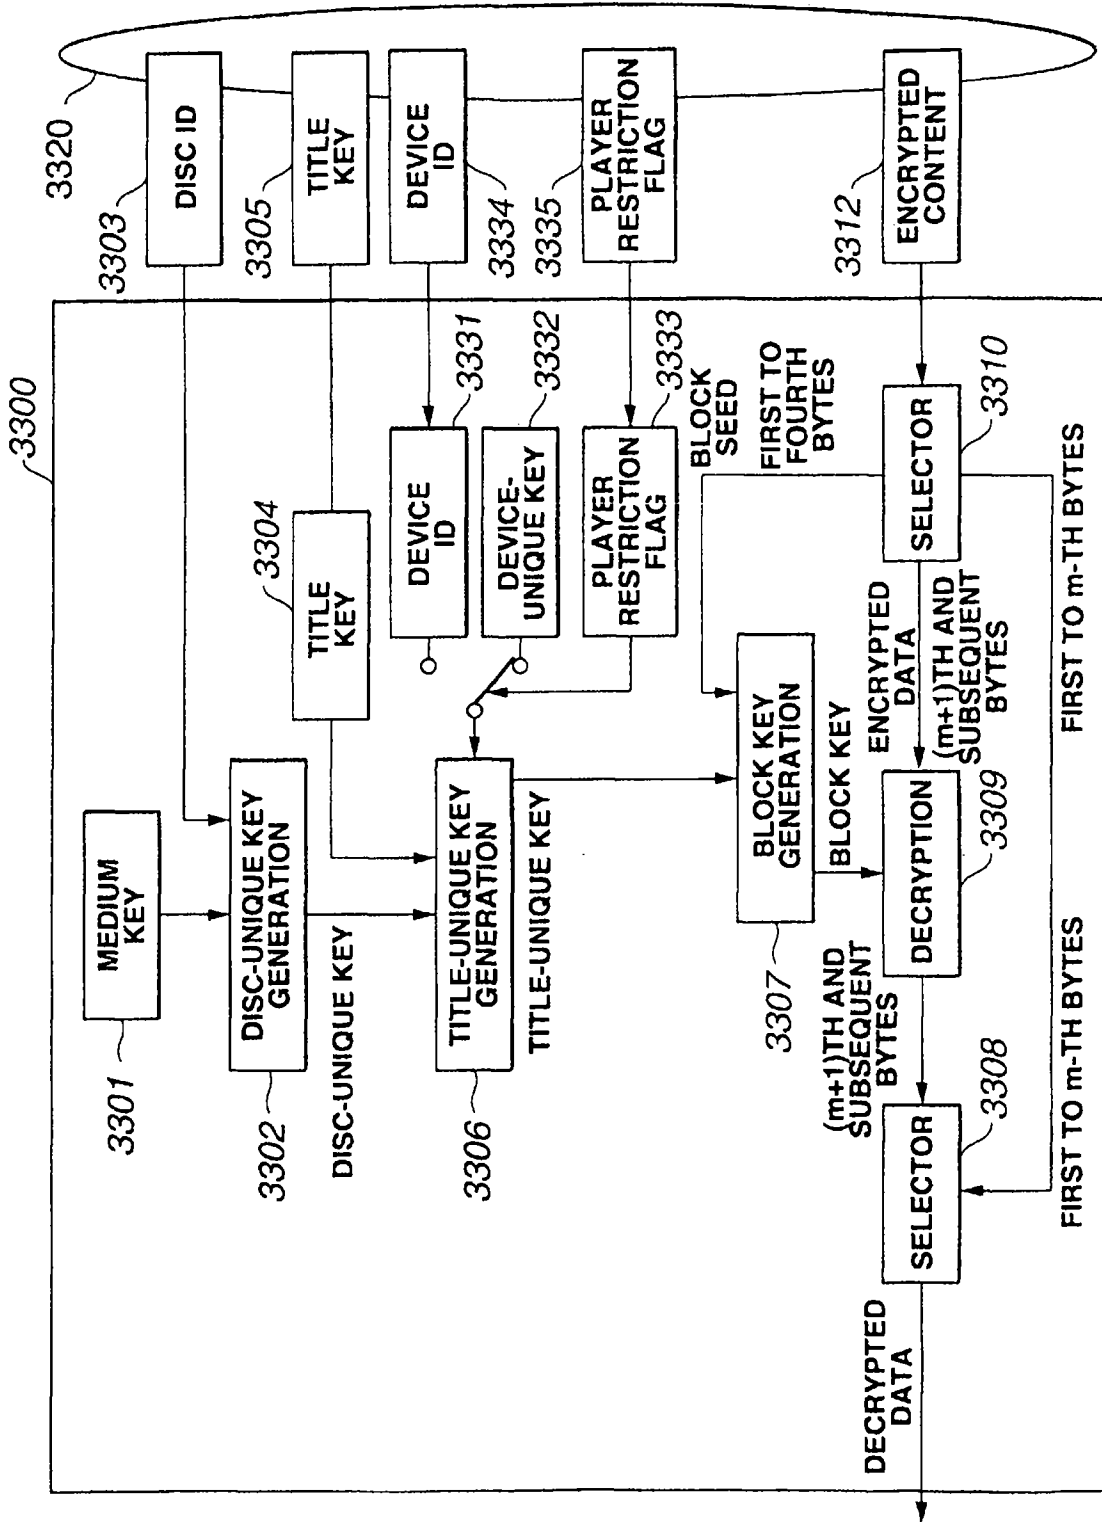 3300
3320
MEDIUM
KEY
3301
3303
DISC ID
DISC-UNIQUE KEY
GENERATION
3302
DISC-UNIQUE KEY
3304
TITLE
KEY
3305
TITLE
KEY
DEVICE
ID
3331
DEVICE
ID
3334
DEVICE-
UNIQUE KEY
3332
TITLE-UNIQUE KEY
GENERATION
3306
TITLE-UNIQUE KEY
PLAYER
RESTRICTION
FLAG
3333
3335
PLAYER
RESTRICTION
FLAG
BLOCK
SEED
FIRST TO
FOURTH
BYTES
BLOCK KEY
GENERATION
3307
BLOCK KEY
ENCRYPTED
DATA
(m+1)TH AND
SUBSEQUENT
BYTES
3312
ENCRYPTED
CONTENT
SELECTOR
3310
DECRYPTION
3309
(m+1)TH AND
SUBSEQUENT
BYTES
SELECTOR
3308
DECRYPTED
DATA
FIRST TO m-TH BYTES
FIRST TO m-TH BYTES